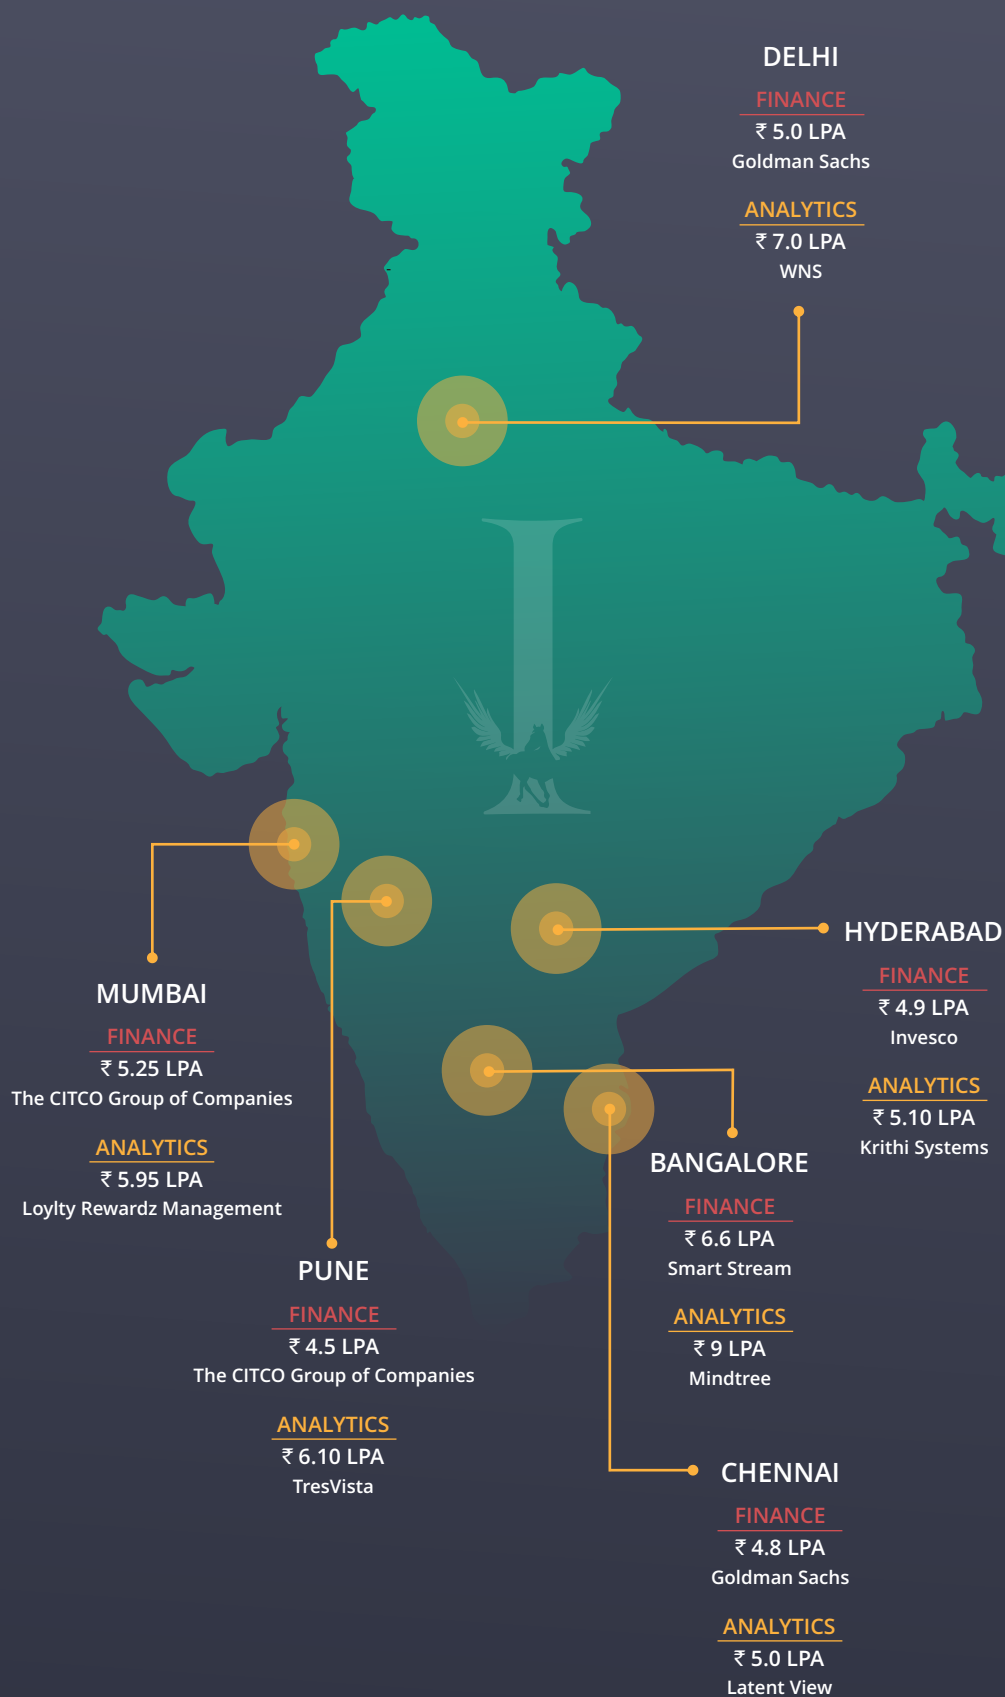 DELHI
FINANCE
₹ 5.0 LPA
Goldman Sachs
ANALYTICS
₹ 7.0 LPA
WNS
I
MUMBAI
FINANCE
₹ 5.25 LPA
The CITCO Group of Companies
ANALYTICS
₹ 5.95 LPA
Loylty Rewardz Management
HYDERABAD
FINANCE
₹ 4.9 LPA
Invesco
ANALYTICS
₹ 5.10 LPA
Krithi Systems
PUNE
FINANCE
₹ 4.5 LPA
The CITCO Group of Companies
ANALYTICS
₹ 6.10 LPA
TresVista
BANGALORE
FINANCE
₹ 6.6 LPA
Smart Stream
ANALYTICS
₹ 9 LPA
Mindtree
CHENNAI
FINANCE
₹ 4.8 LPA
Goldman Sachs
ANALYTICS
₹ 5.0 LPA
Latent View